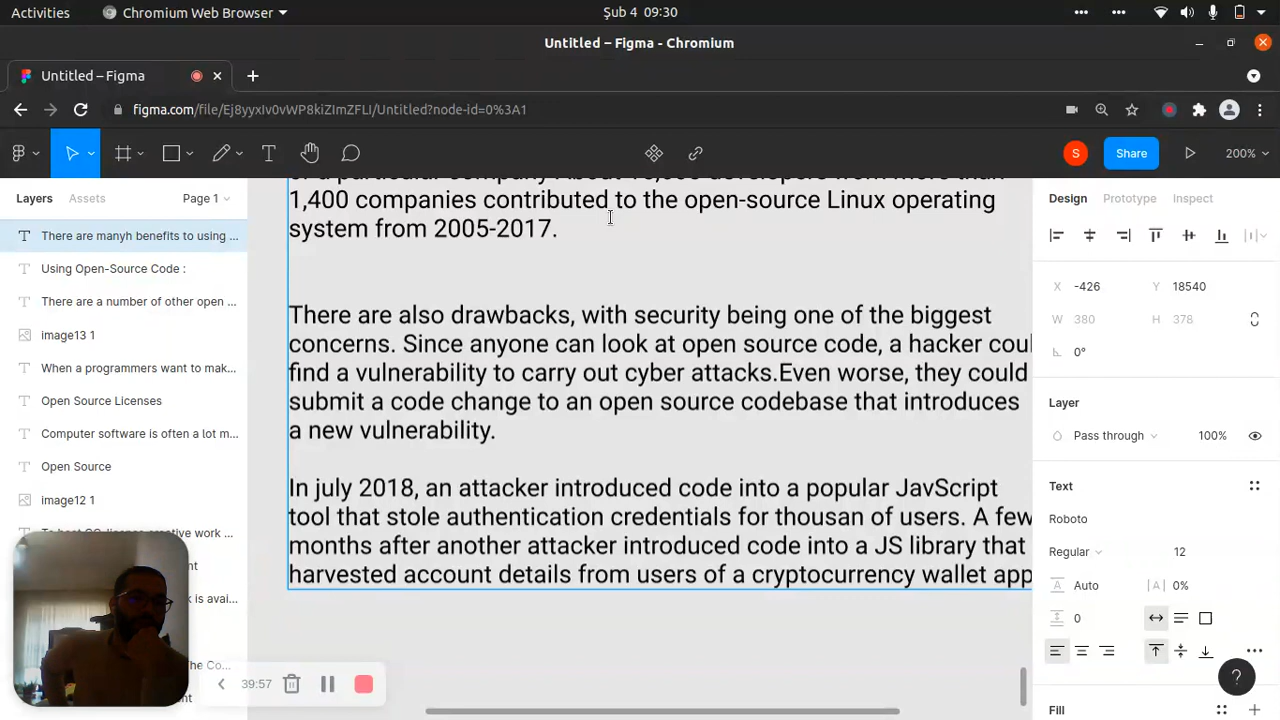 Activities
Chromium Web Browser
Şub 4 09:30
Untitled – Figma - Chromium
Untitled – Figma
figma.com/file/Ej8yyxIv0vWP8kiZImZFLI/Untitled?node-id=0%3A1
S
Share
200%
Layers
Assets
Page 1
There are manyh benefits to using ...
Using Open-Source Code :
There are a number of other open ...
image13 1
When a programmers want to mak...
Open Source Licenses
Computer software is often a lot m...
Open Source
image12 1
39:57
1,400 companies contributed to the open-source Linux operating
system from 2005-2017.
There are also drawbacks, with security being one of the biggest
concerns. Since anyone can look at open source code, a hacker coul
find a vulnerability to carry out cyber attacks.Even worse, they could
submit a code change to an open source codebase that introduces
a new vulnerability.
In july 2018, an attacker introduced code into a popular JavScript
tool that stole authentication credentials for thousan of users. A few
months after another attacker introduced code into a JS library that
harvested account details from users of a cryptocurrency wallet app
Design
Prototype
Inspect
X -426
Y 18540
W 380
H 378
0°
Layer
Pass through
100%
Text
Roboto
Regular
12
Auto
|A| 0%
0
?
Fill